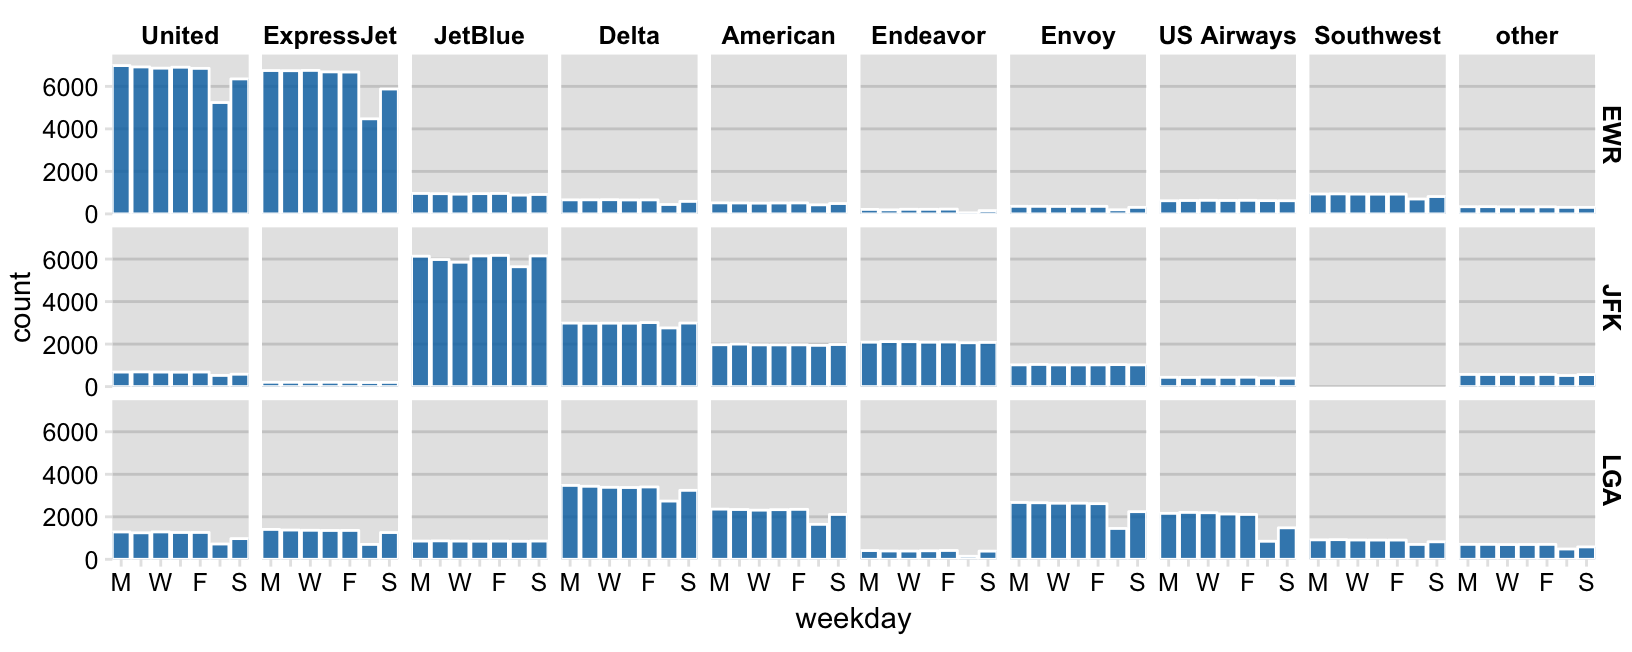 United ExpressJet JetBlue Delta American Endeavor Envoy US Airways Southwest other
6000
4000
2000
0
EWR
6000
4000
2000
0
JFK
count
6000
4000
2000
0
LGA
M W F S M W F S M W F S M W F S M W F S M W F S M W F S M W F S M W F S M W F S
weekday